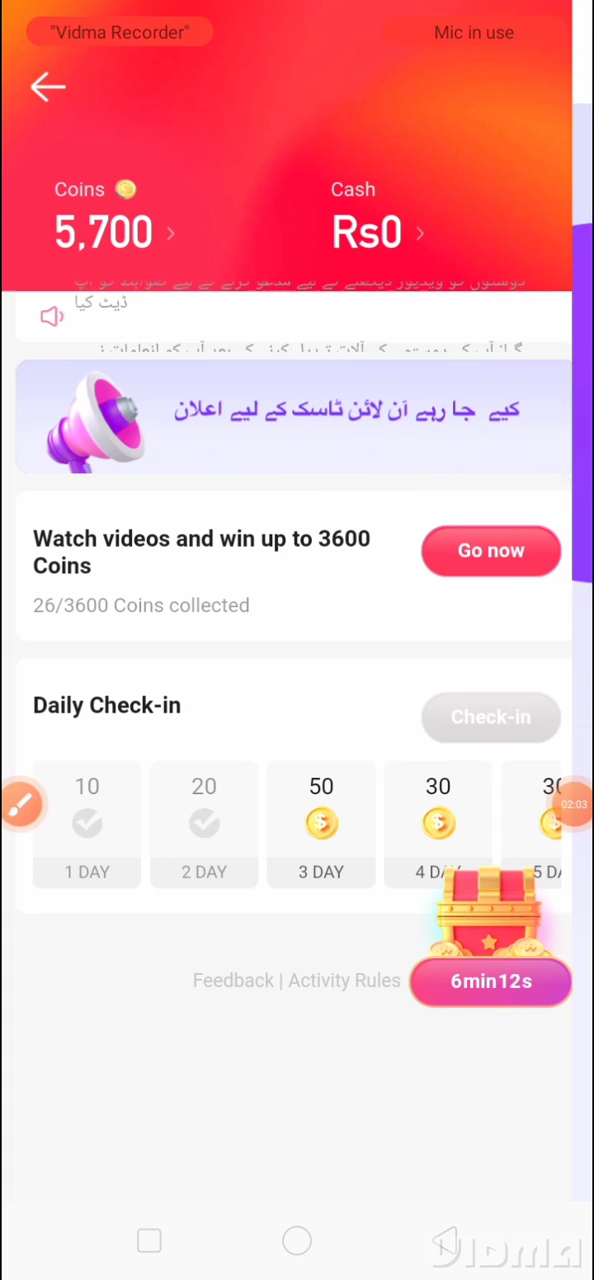 "Vidma Recorder"
Mic in use
Coins
Cash
5,700
Rs0
ڈیٹ کیا
کیے جا رہے آن لائن ٹاسک کے لیے اعلان
Watch videos and win up to 3600
Coins
Go now
26/3600 Coins collected
Daily Check-in
Check-in
10
20
50
30
02:03
1 DAY
2 DAY
3 DAY
Feedback | Activity Rules
6min12s
VIDMA